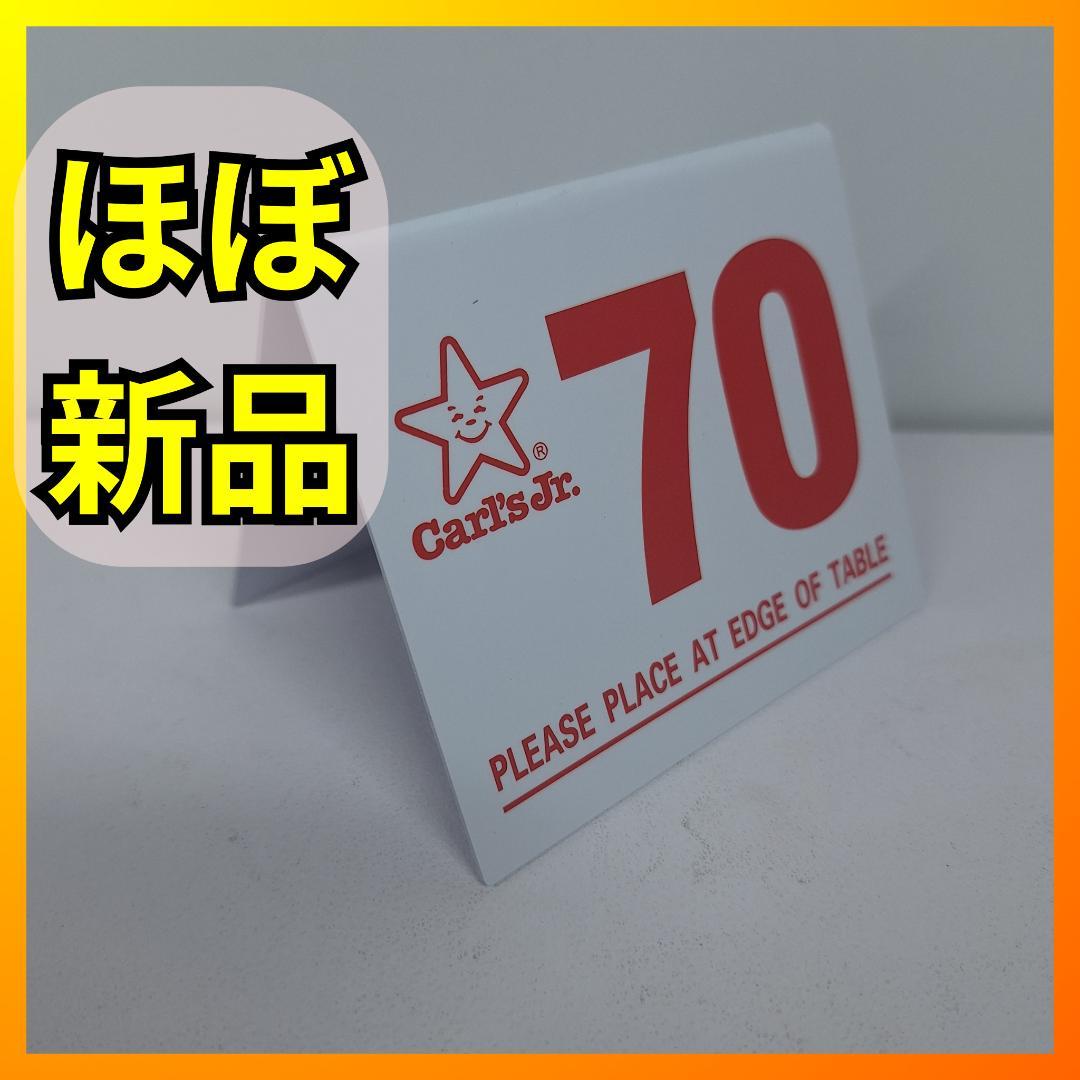 ほぼ
新品
70
®
Carl's Jr.
PLEASE PLACE AT EDGE OF TABLE